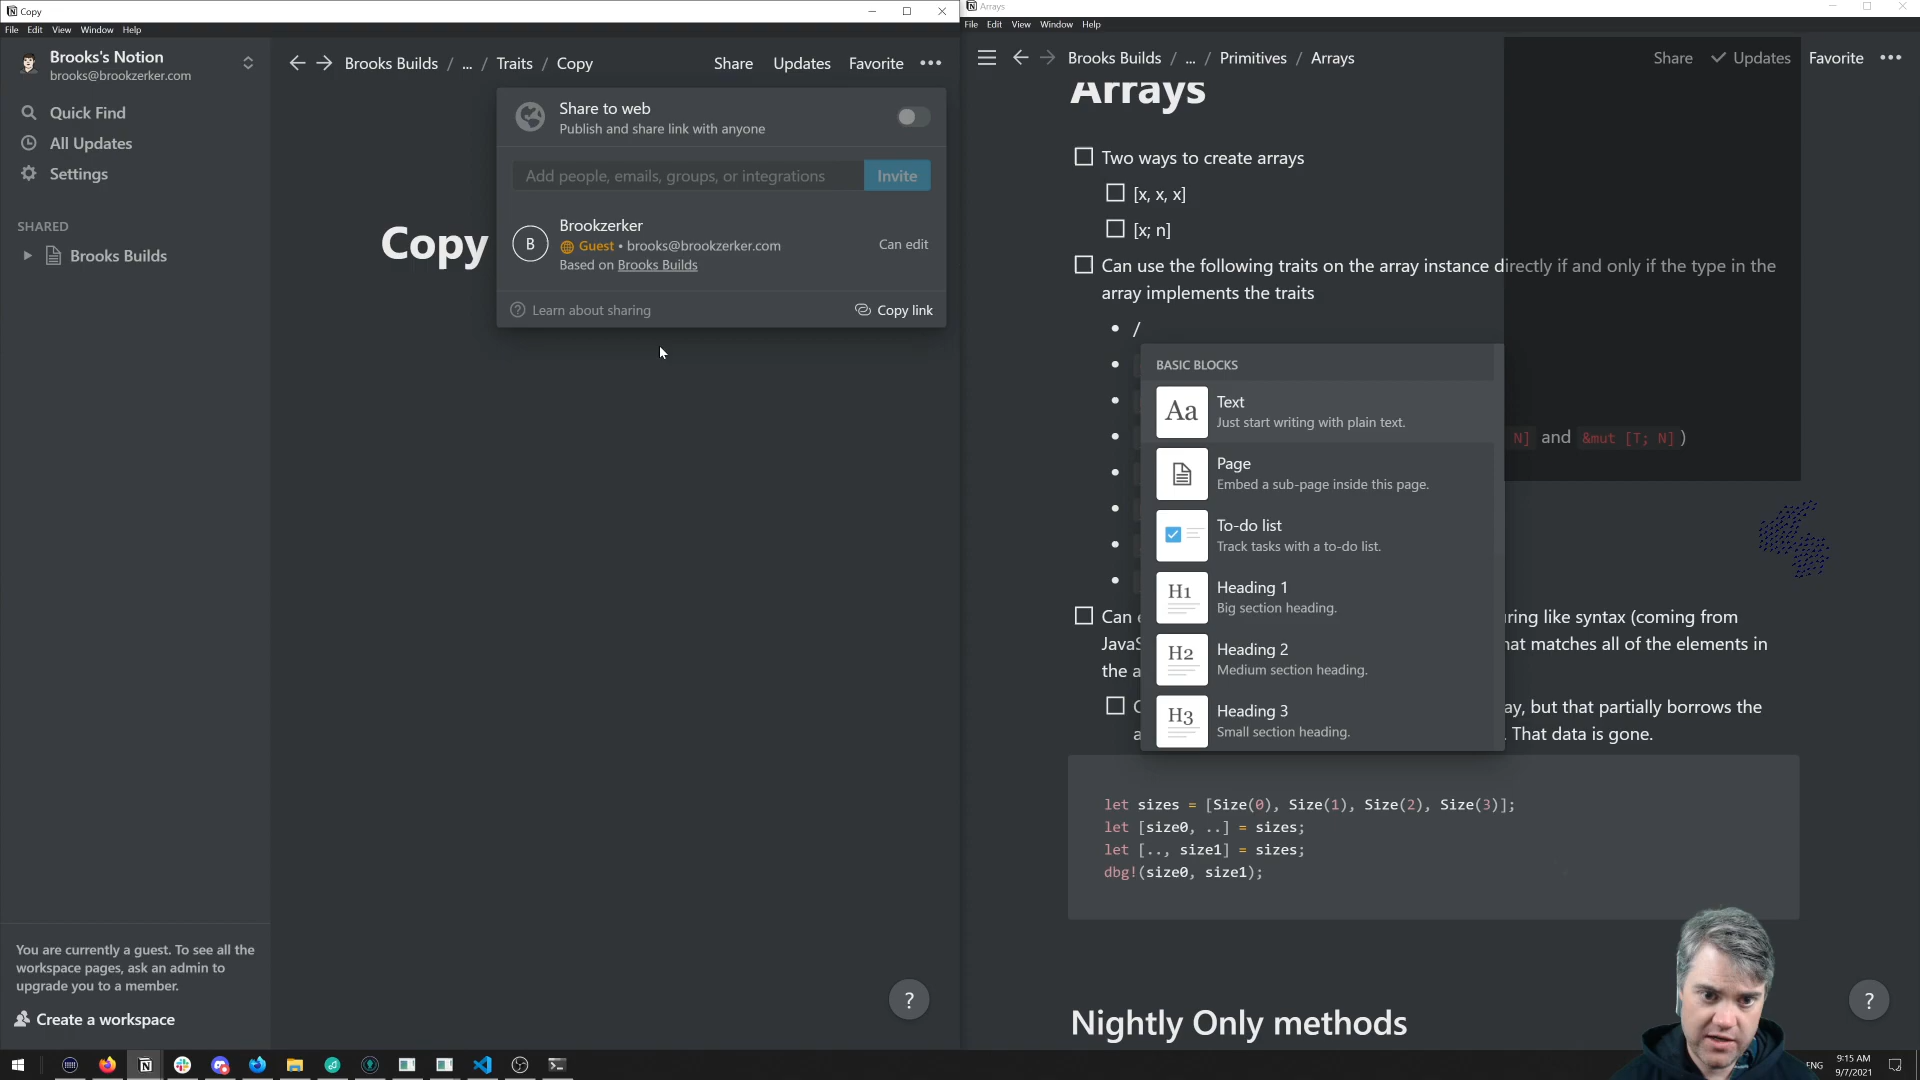 Copy
File Edit View Window Help
Brooks's Notion
brooks@brookzerker.com
Quick Find
All Updates
Settings
SHARED
Brooks Builds
You are currently a guest. To see all the
workspace pages, ask an admin to
upgrade you to a member.
Create a workspace
Brooks Builds / ... / Traits / Copy
Share Updates Favorite •••
Copy
Share to web
Publish and share link with anyone
Add people, emails, groups, or integrations
Invite
B
Brookzerker
Guest • brooks@brookzerker.com
Based on Brooks Builds
Can edit
Learn about sharing
Copy link
?
Arrays
File Edit View Window Help
Brooks Builds / ... / Primitives / Arrays
Share Updates Favorite •••
Arrays
Two ways to create arrays
[x, x, x]
[x; n]
Can use the following traits on the array instance directly if and only if the type in the
array implements the traits
• /
BASIC BLOCKS
Aa
Text
Just start writing with plain text.
Page
Embed a sub-page inside this page.
To-do list
Track tasks with a to-do list.
H1
Heading 1
Big section heading.
H2
Heading 2
Medium section heading.
H3
Heading 3
Small section heading.
N] and &mut [T; N])
Can
ring like syntax (coming from
JavaS
hat matches all of the elements in
the a
ay, but that partially borrows the
That data is gone.
let sizes = [Size(0), Size(1), Size(2), Size(3)];
let [size0, ..] = sizes;
let [.., size1] = sizes;
dbg!(size0, size1);
Nightly Only methods
?
ENG
9:15 AM
9/7/2021